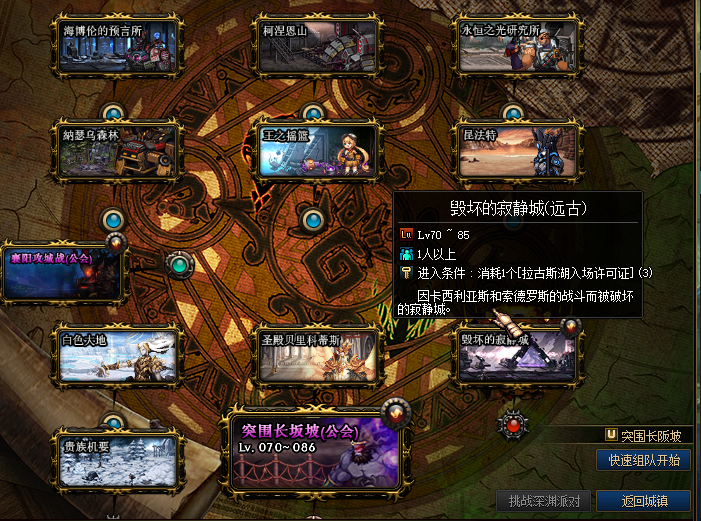 海博伦的预言所
柯涅恩山
永恒之光研究所
纳瑟乌森林
王之摇篮
昆法特
毁坏的寂静城(远古)
Lv Lv70 ~ 85
1人以上
进入条件：消耗1个[拉古斯湖入场许可证] (3)
因卡西利亚斯和索德罗斯的战斗而被破坏
的寂静城。
襄阳攻城战(公会)
白色大地
圣殿贝里科蒂斯
毁坏的寂静城
突围长坂坡(公会)
Lv. 070~086
贵族机要
U 突围长阪坡
快速组队开始
挑战深渊派对
返回城镇